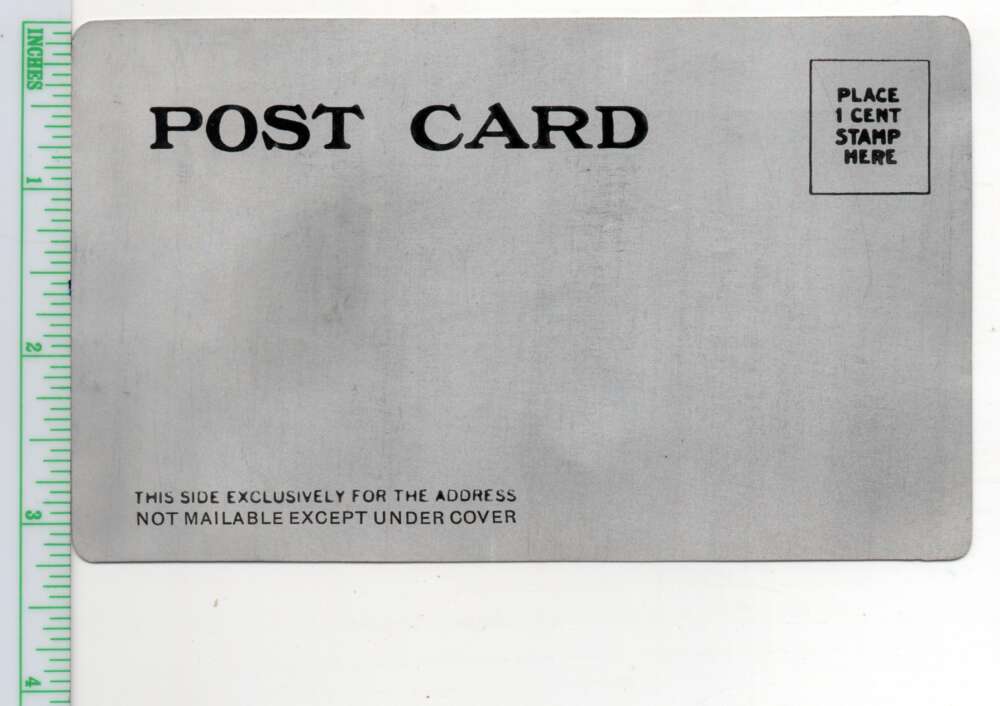 POST CARD
PLACE
1 CENT
STAMP
HERE
THIS SIDE EXCLUSIVELY FOR THE ADDRESS
NOT MAILABLE EXCEPT UNDER COVER
INCHES
1
2
3
4